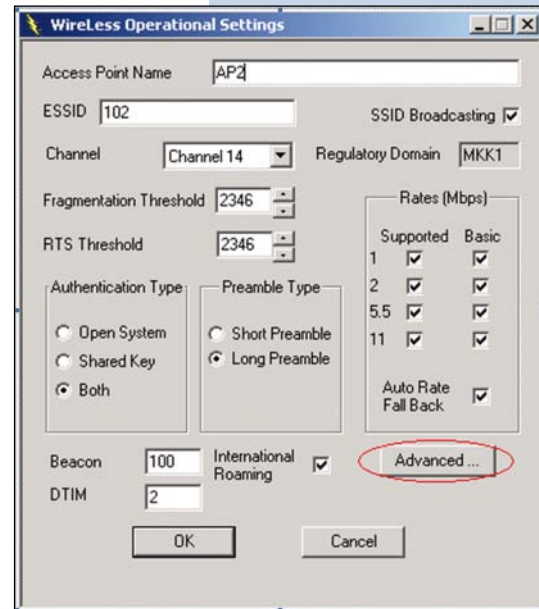 WireLess Operational Settings
Access Point Name AP2
ESSID 102
SSID Broadcasting
Channel Channel 14
Regulatory Domain MKK1
Fragmentation Threshold 2346
RTS Threshold 2346
Rates (Mbps)
Supported Basic
1
2
5.5
11
Auto Rate
Fall Back
Authentication Type
Open System
Shared Key
Both
Preamble Type
Short Preamble
Long Preamble
Beacon 100
International
Roaming
Advanced ...
DTIM 2
OK Cancel